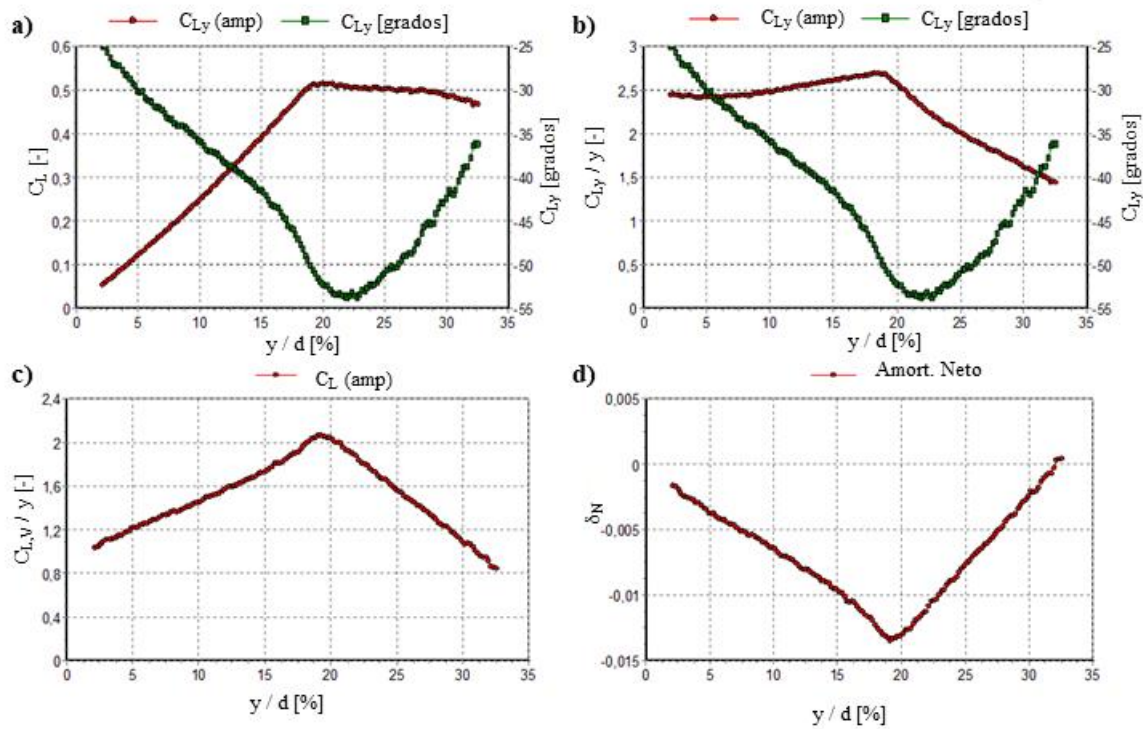 a) C_Ly (amp) C_Ly [grados]
0,6 -25
0,5 -30
0,4 -35
0,3 -40
0,2 -45
0,1 -50
0 -55
C_L [-]
C_Ly [grados]
0 5 10 15 20 25 30 35
y / d [%]
b) C_Ly (amp) C_Ly [grados]
3 -25
2.5 -30
2 -35
1.5 -40
1 -45
0.5 -50
0 -55
C_Ly / y [-]
C_Ly [grados]
0 5 10 15 20 25 30 35
y / d [%]
c) C_L (amp)
2,4
2
1,6
1,2
0,8
0,4
0
C_L,V / y [-]
0 5 10 15 20 25 30 35
y / d [%]
d) Amort. Neto
0,005
0
-0,005
-0,01
-0,015
δ_N
0 5 10 15 20 25 30 35
y / d [%]